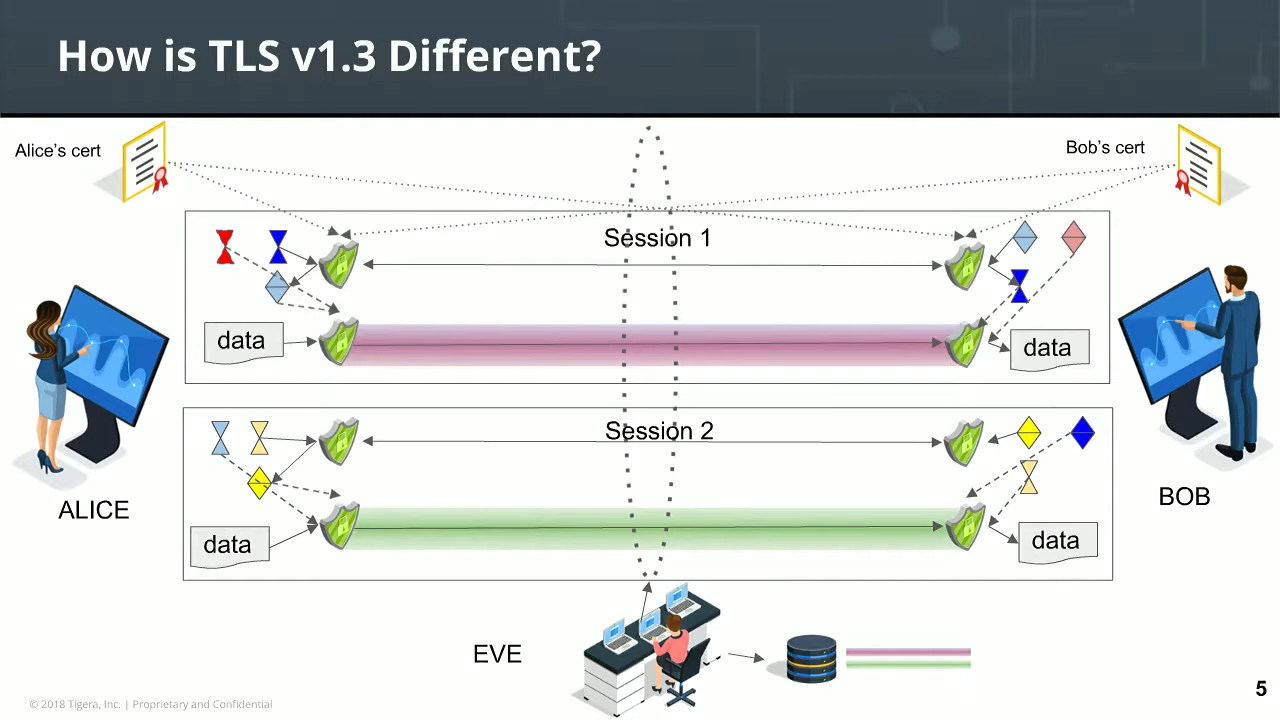 How is TLS v1.3 Different?
Alice's cert
Bob's cert
Session 1
data
data
Session 2
ALICE
BOB
data
data
EVE
© 2018 Tigera, Inc. | Proprietary and Confidential
5